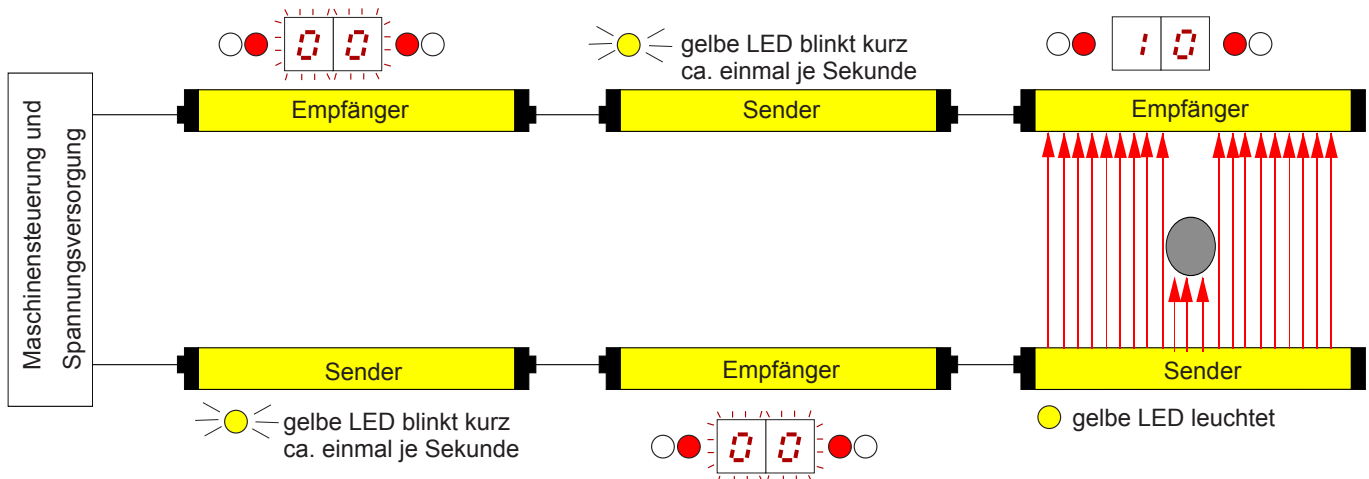 Maschinensteuerung und
Spannungsversorgung
00
gelbe LED blinkt kurz
ca. einmal je Sekunde
10
Empfänger
Sender
Empfänger
Sender
Empfänger
Sender
gelbe LED blinkt kurz
ca. einmal je Sekunde
00
gelbe LED leuchtet